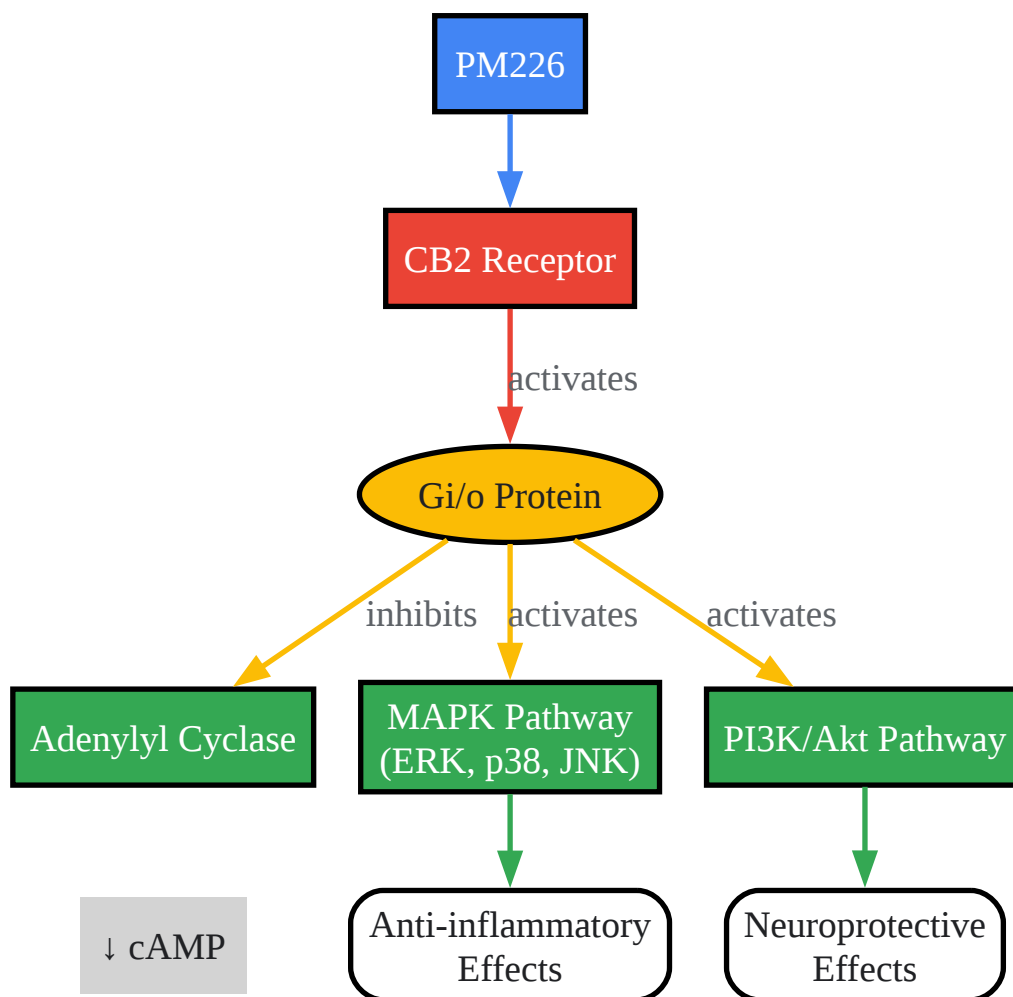 PM226
CB2 Receptor
activates
Gi/o Protein
inhibits
activates
activates
Adenylyl Cyclase
MAPK Pathway
(ERK, p38, JNK)
PI3K/Akt Pathway
↓ cAMP
Anti-inflammatory
Effects
Neuroprotective
Effects